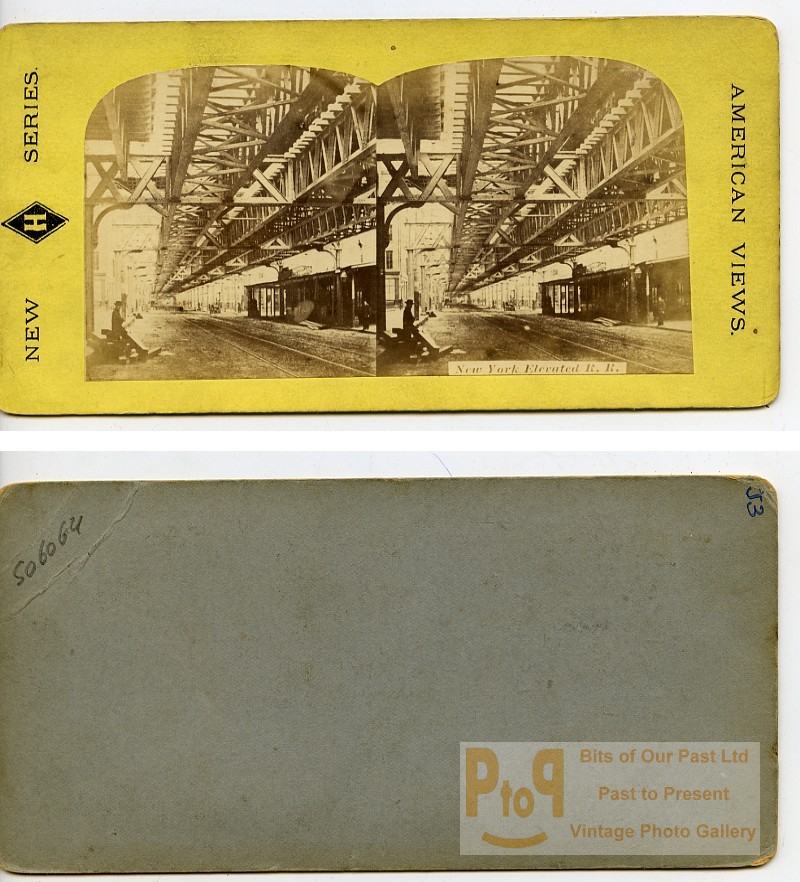 NEW H SERIES.
AMERICAN VIEWS.
New York Elevated R. R.
506064
J3
PtoP
Bits of Our Past Ltd
Past to Present
Vintage Photo Gallery